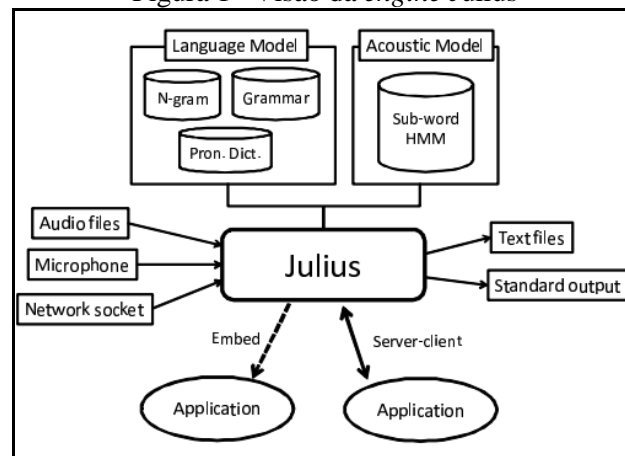 Figura 1 - Visão da engine Julius
Language Model
Acoustic Model
N-gram
Grammar
Pron. Dict.
Sub-word
HMM
Audio files
Microphone
Network socket
Julius
Text files
Standard output
Embed
Server-client
Application
Application